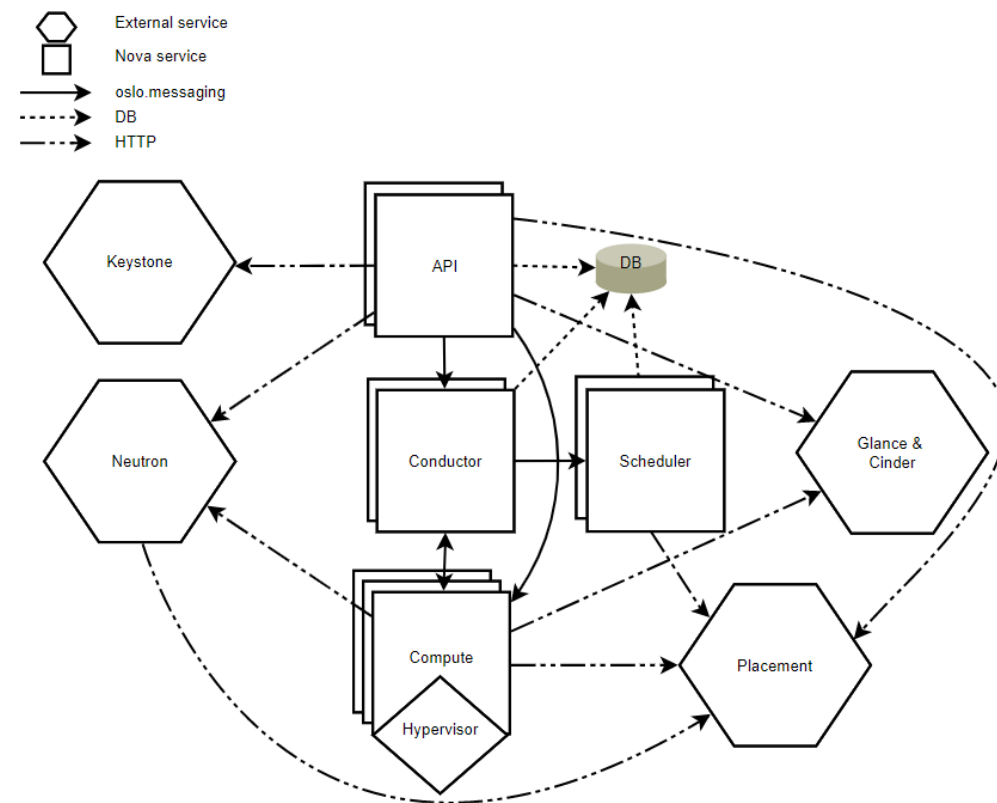 External service
Nova service
oslo.messaging
DB
HTTP
Keystone
API
DB
Neutron
Conductor
Scheduler
Glance &
Cinder
Compute
Placement
Hypervisor